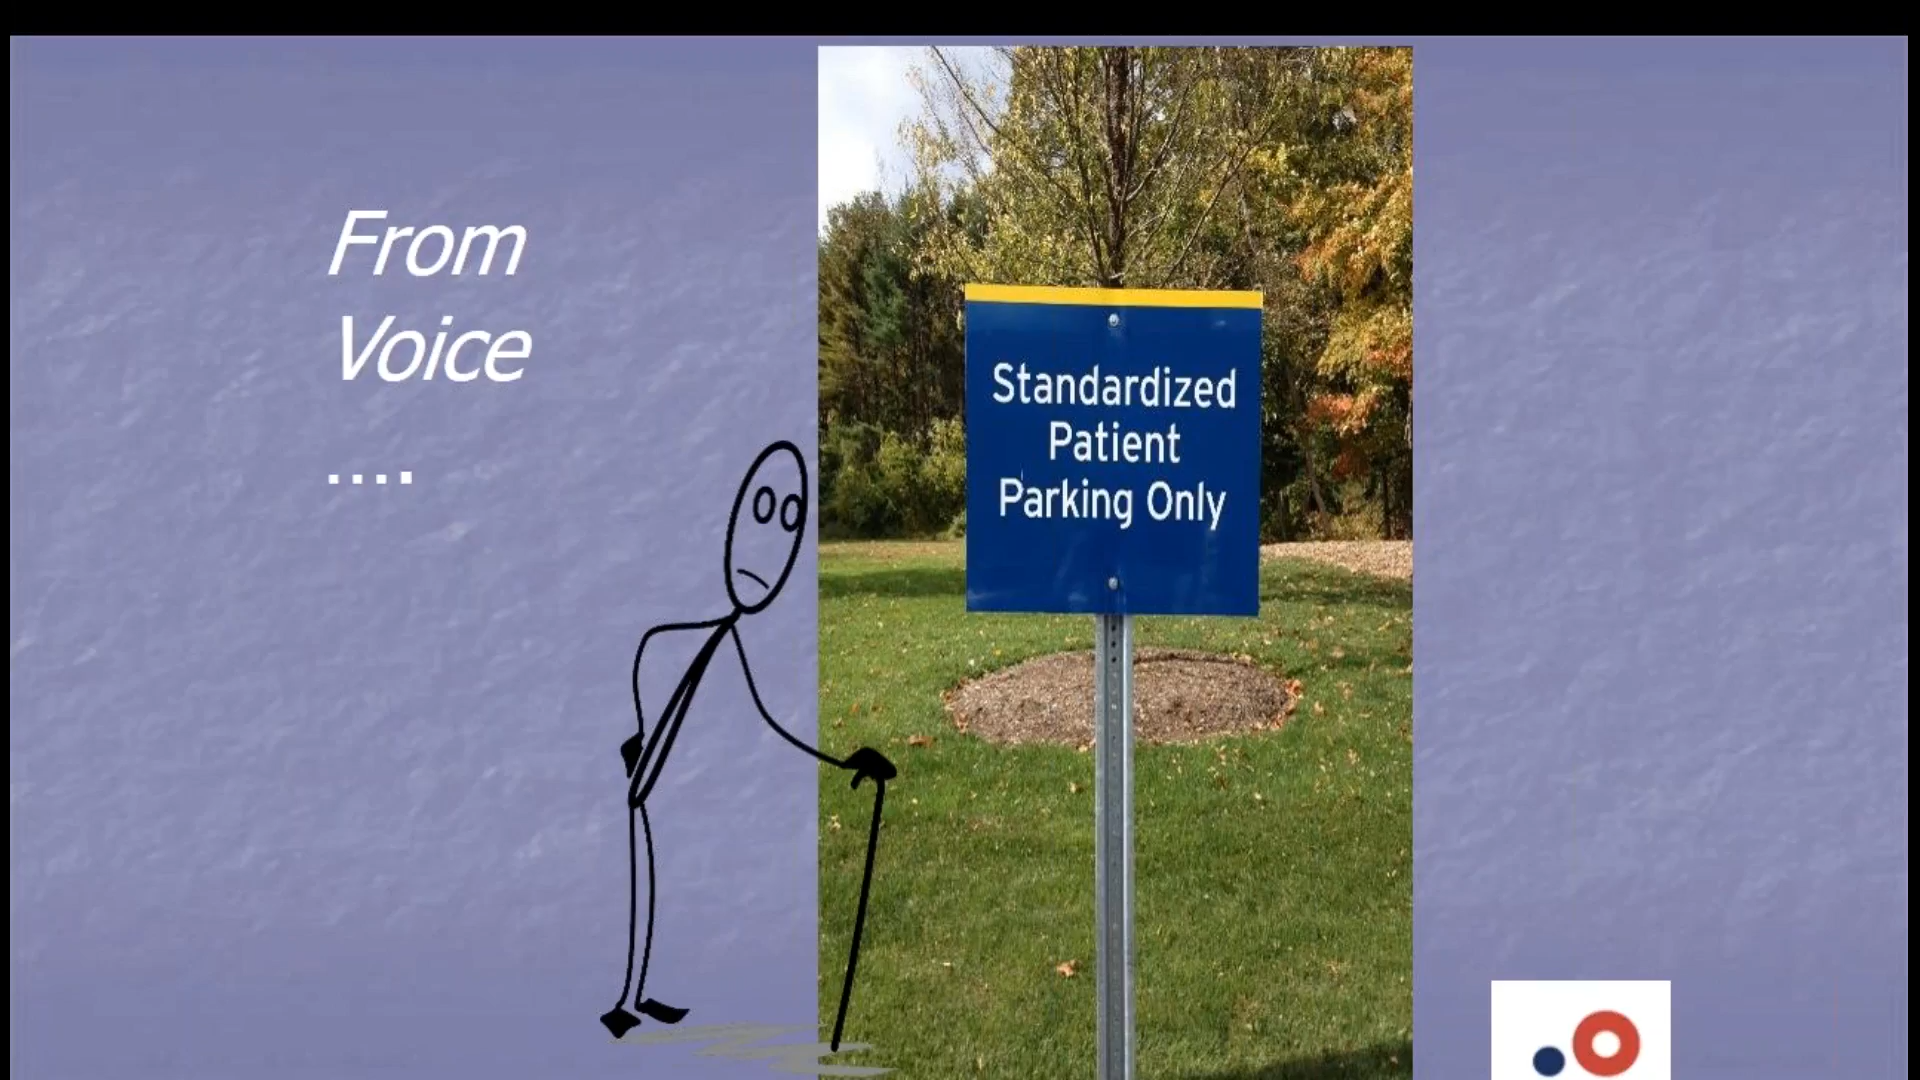 From
Voice
....
Standardized
Patient
Parking Only